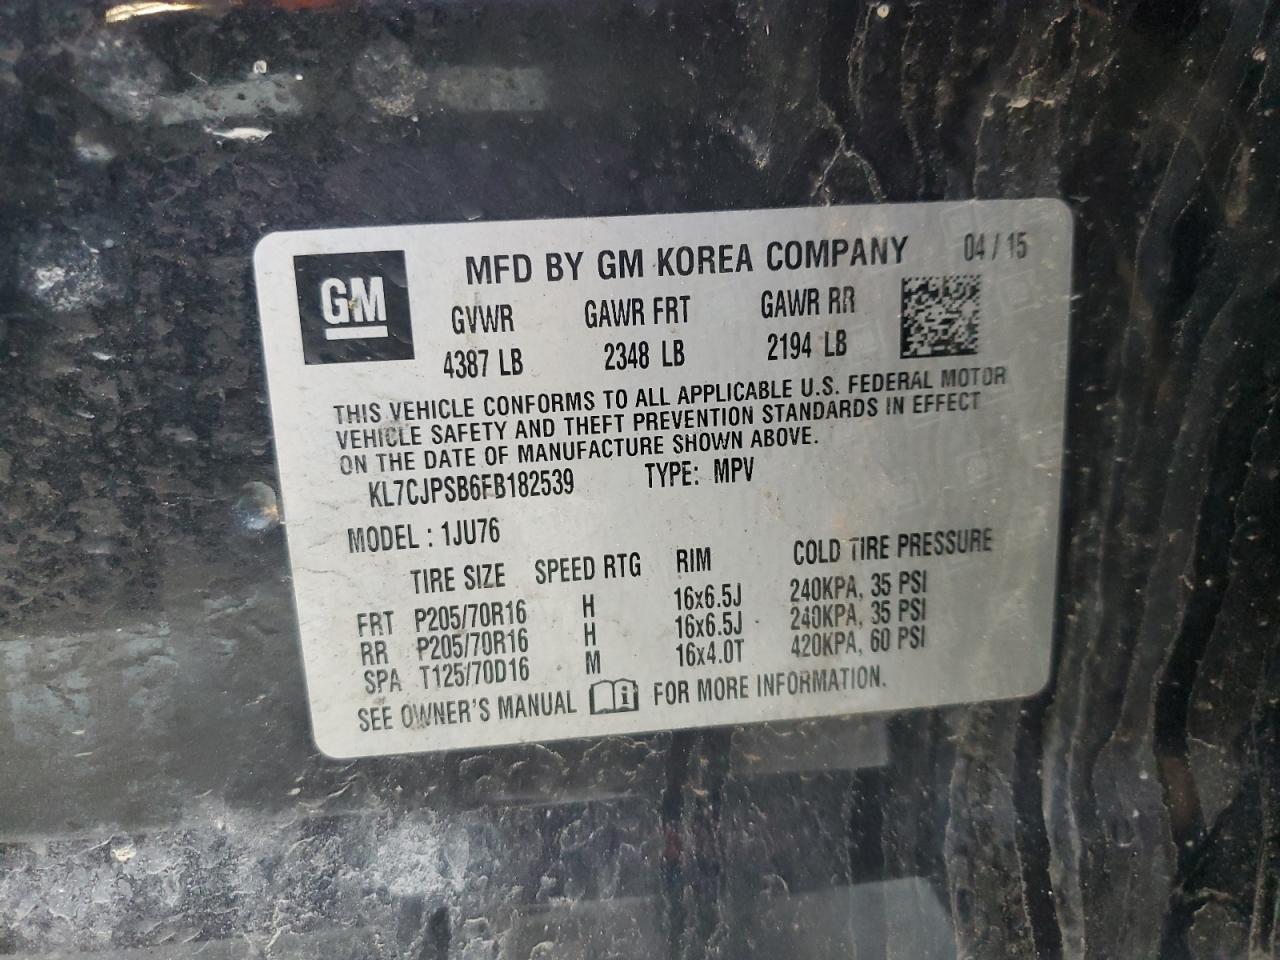 GM
MFD BY GM KOREA COMPANY 04 / 15
GVWR GAWR FRT GAWR RR
4387 LB 2348 LB 2194 LB
THIS VEHICLE CONFORMS TO ALL APPLICABLE U.S. FEDERAL MOTOR
VEHICLE SAFETY AND THEFT PREVENTION STANDARDS IN EFFECT
ON THE DATE OF MANUFACTURE SHOWN ABOVE.
KL7CJPSB6FB182539 TYPE: MPV
MODEL : 1JU76
TIRE SIZE SPEED RTG RIM COLD TIRE PRESSURE
FRT P205/70R16 H 16x6.5J 240KPA, 35 PSI
RR P205/70R16 H 16x6.5J 240KPA, 35 PSI
SPA T125/70D16 M 16x4.0T 420KPA, 60 PSI
SEE OWNER'S MANUAL FOR MORE INFORMATION.